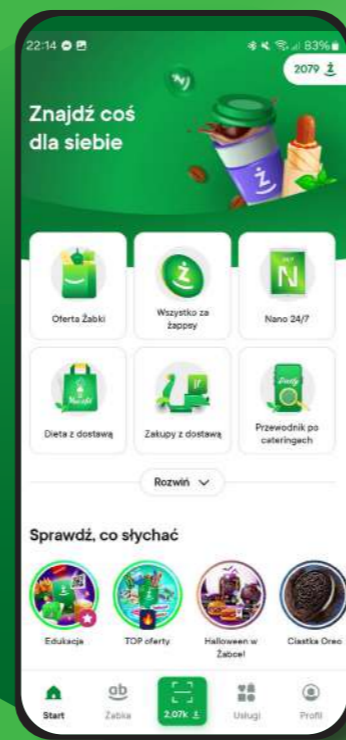 22:14
83%
2079 ż
Znajdź coś
dla siebie
ż
ż
24/7
N
Oferta Żabki
Wszystko za
żappsy
Nano 24/7
Dieta z dostawą
Zakupy z dostawą
Przewodnik po
cateringach
Rozwiń
Sprawdź, co słychać
Edukacja
TOP oferty
Halloween w
Żabce!
Ciastka Oreo
Start
Żabka
2,07k ż
Usługi
Profil